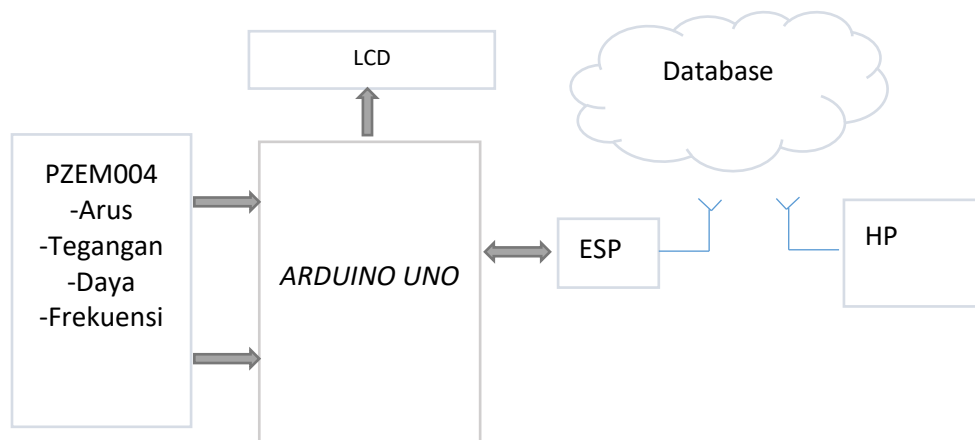 LCD
Database
PZEM004
-Arus
-Tegangan
-Daya
-Frekuensi
ARDUINO UNO
ESP
HP